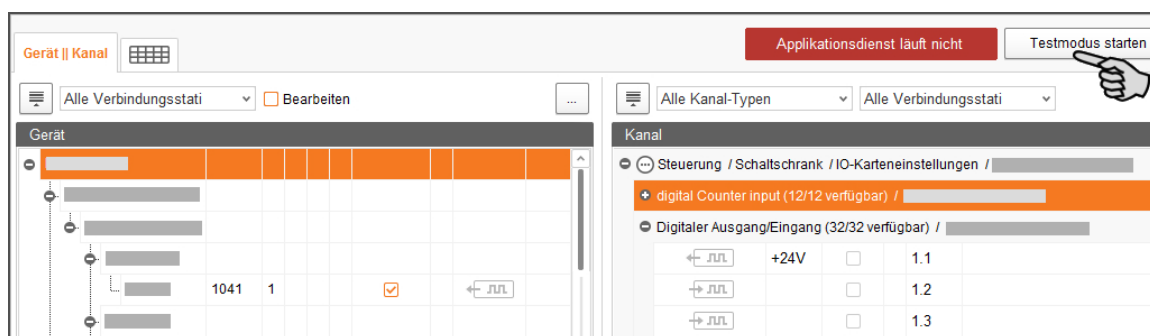 Gerät || Kanal
Applikationsdienst läuft nicht
Testmodus starten
Alle Verbindungsstati
Bearbeiten
...
Alle Kanal-Typen
Alle Verbindungsstati
Gerät
Kanal
Steuerung / Schaltschrank / IO-Karteneinstellungen /
digital Counter input (12/12 verfügbar) /
Digitaler Ausgang/Eingang (32/32 verfügbar) /
+24V 1.1
1041 1
1.2
1.3